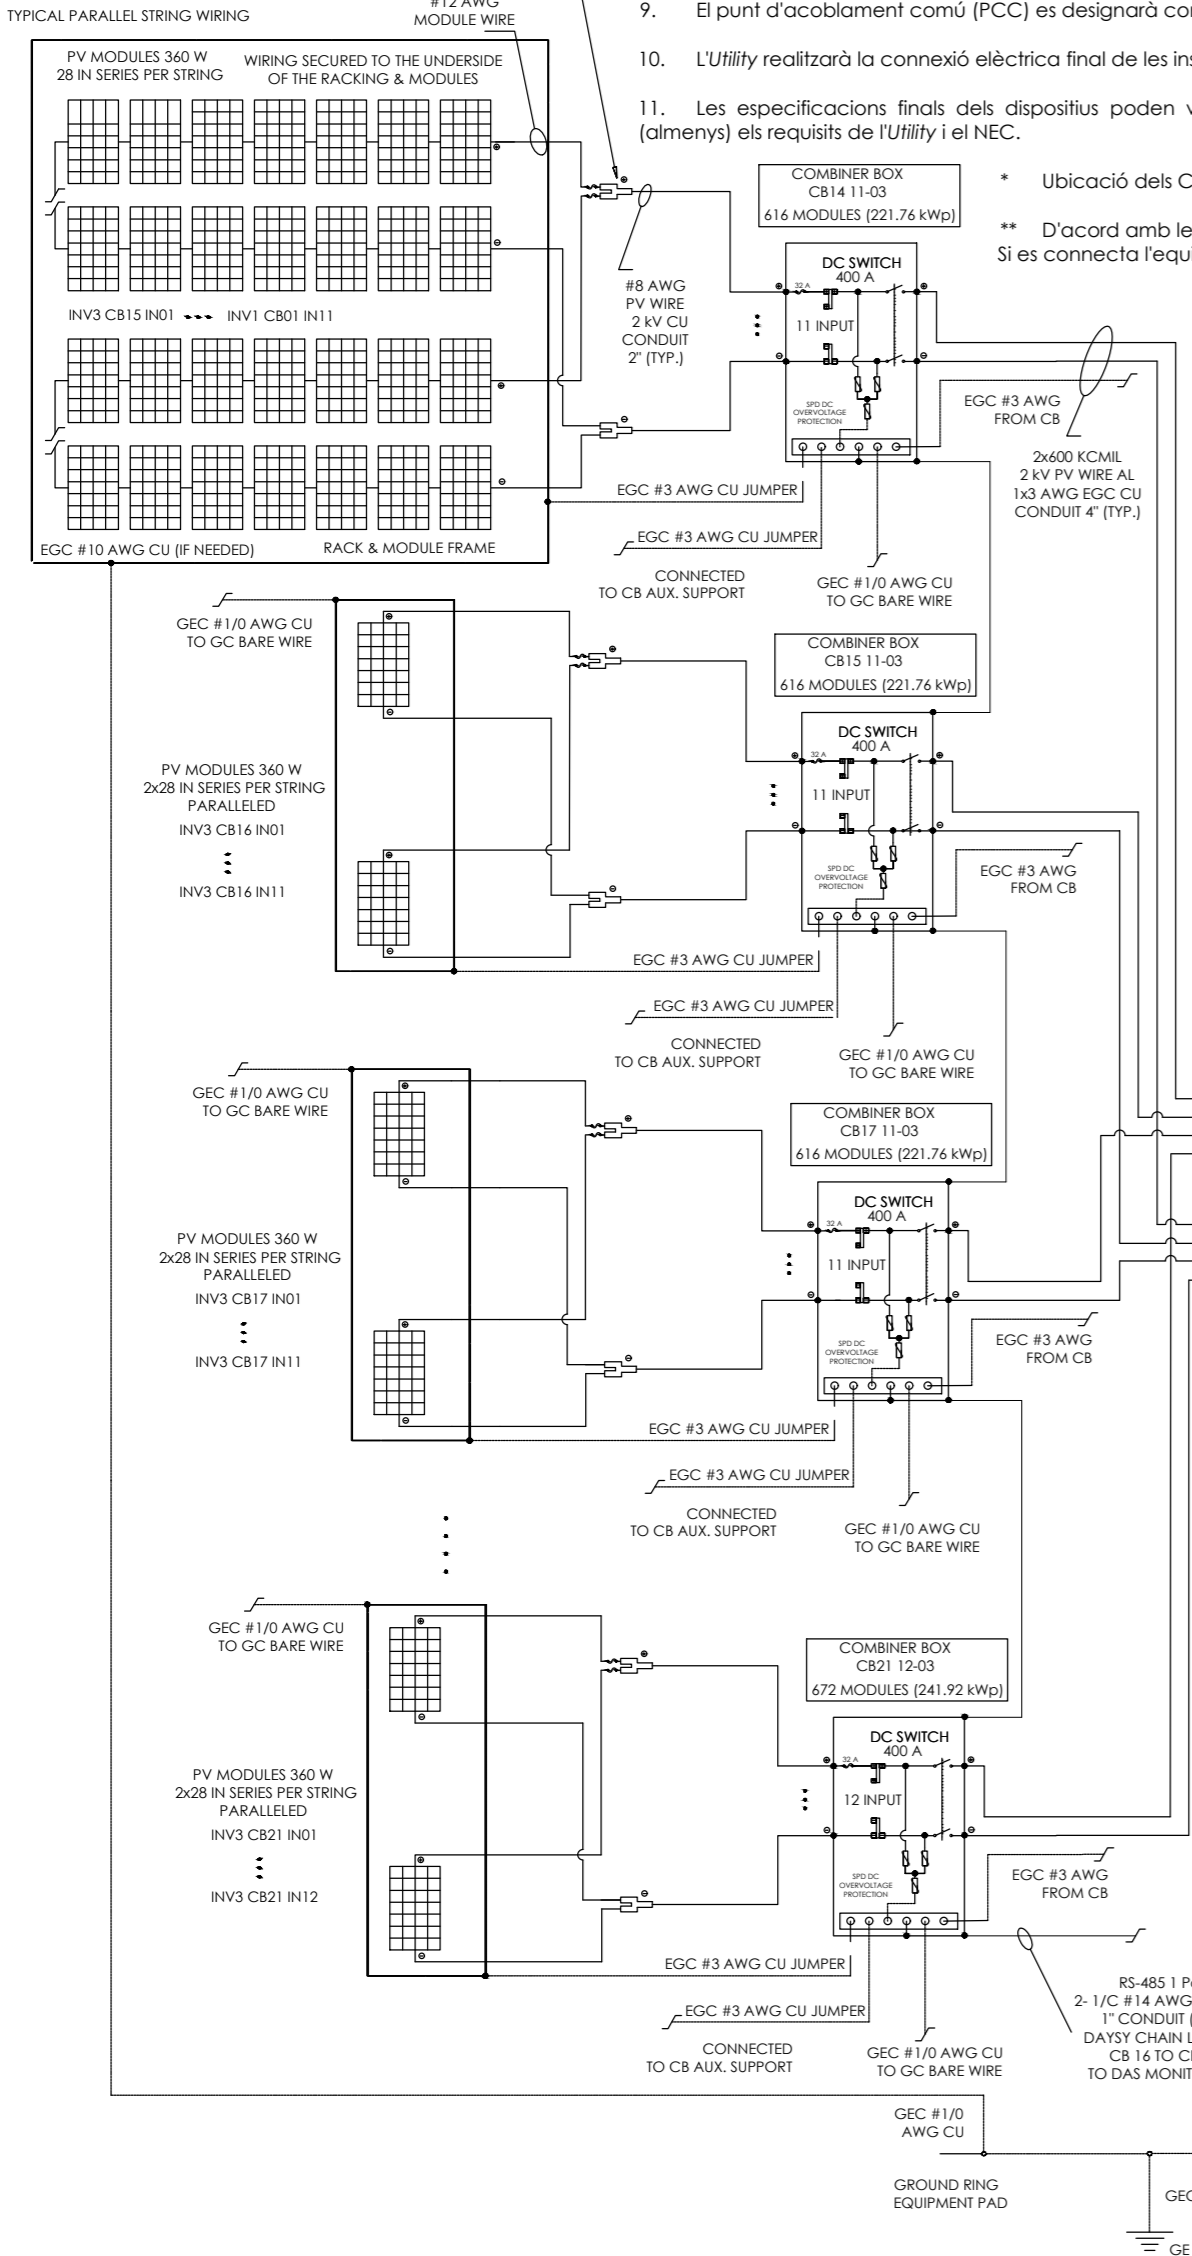 TYPICAL PARALLEL STRING WIRING
#12 AWG
MODULE WIRE
9. El punt d'acoblament comú (PCC) es designarà
10. L'Utility realitzarà la connexió elèctrica final de les
11. Les especificacions finals dels dispositius poden
(almenys) els requisits de l'Utility i el NEC.
* Ubicació dels
** D'acord amb
Si es connecta
PV MODULES 360 W
28 IN SERIES PER STRING
WIRING SECURED TO THE UNDERSIDE
OF THE RACKING & MODULES
INV3 CB15 IN01
INV1 CB01 IN11
EGC #10 AWG CU (IF NEEDED)
RACK & MODULE FRAME
#8 AWG
PV WIRE
2 kV CU
CONDUIT
2" (TYP.)
COMBINER BOX
CB14 11-03
616 MODULES (221.76 kWp)
DC SWITCH
400 A
32 A
11 INPUT
SPD DC
OVERVOLTAGE
PROTECTION
EGC #3 AWG
FROM CB
2x600 KCMIL
2 kV PV WIRE AL
1x3 AWG EGC CU
CONDUIT 4" (TYP.)
EGC #3 AWG CU JUMPER
EGC #3 AWG CU JUMPER
CONNECTED
TO CB AUX. SUPPORT
GEC #1/0 AWG CU
TO GC BARE WIRE
GEC #1/0 AWG CU
TO GC BARE WIRE
COMBINER BOX
CB15 11-03
616 MODULES (221.76 kWp)
PV MODULES 360 W
2x28 IN SERIES PER STRING
PARALLELED
INV3 CB16 IN01
INV3 CB16 IN11
DC SWITCH
400 A
32 A
11 INPUT
SPD DC
OVERVOLTAGE
PROTECTION
EGC #3 AWG
FROM CB
EGC #3 AWG CU JUMPER
EGC #3 AWG CU JUMPER
CONNECTED
TO CB AUX. SUPPORT
GEC #1/0 AWG CU
TO GC BARE WIRE
GEC #1/0 AWG CU
TO GC BARE WIRE
COMBINER BOX
CB17 11-03
616 MODULES (221.76 kWp)
PV MODULES 360 W
2x28 IN SERIES PER STRING
PARALLELED
INV3 CB17 IN01
INV3 CB17 IN11
DC SWITCH
400 A
32 A
11 INPUT
SPD DC
OVERVOLTAGE
PROTECTION
EGC #3 AWG
FROM CB
EGC #3 AWG CU JUMPER
EGC #3 AWG CU JUMPER
CONNECTED
TO CB AUX. SUPPORT
GEC #1/0 AWG CU
TO GC BARE WIRE
GEC #1/0 AWG CU
TO GC BARE WIRE
COMBINER BOX
CB21 12-03
672 MODULES (241.92 kWp)
PV MODULES 360 W
2x28 IN SERIES PER STRING
PARALLELED
INV3 CB21 IN01
INV3 CB21 IN12
DC SWITCH
400 A
32 A
12 INPUT
SPD DC
OVERVOLTAGE
PROTECTION
EGC #3 AWG
FROM CB
EGC #3 AWG CU JUMPER
EGC #3 AWG CU JUMPER
CONNECTED
TO CB AUX. SUPPORT
GEC #1/0 AWG CU
TO GC BARE WIRE
RS-485 1
2- 1/C #14 AWG
1" CONDUIT
DAYSY CHAIN
CB 16 TO
TO DAS
GEC #1/0
AWG CU
GROUND RING
EQUIPMENT PAD